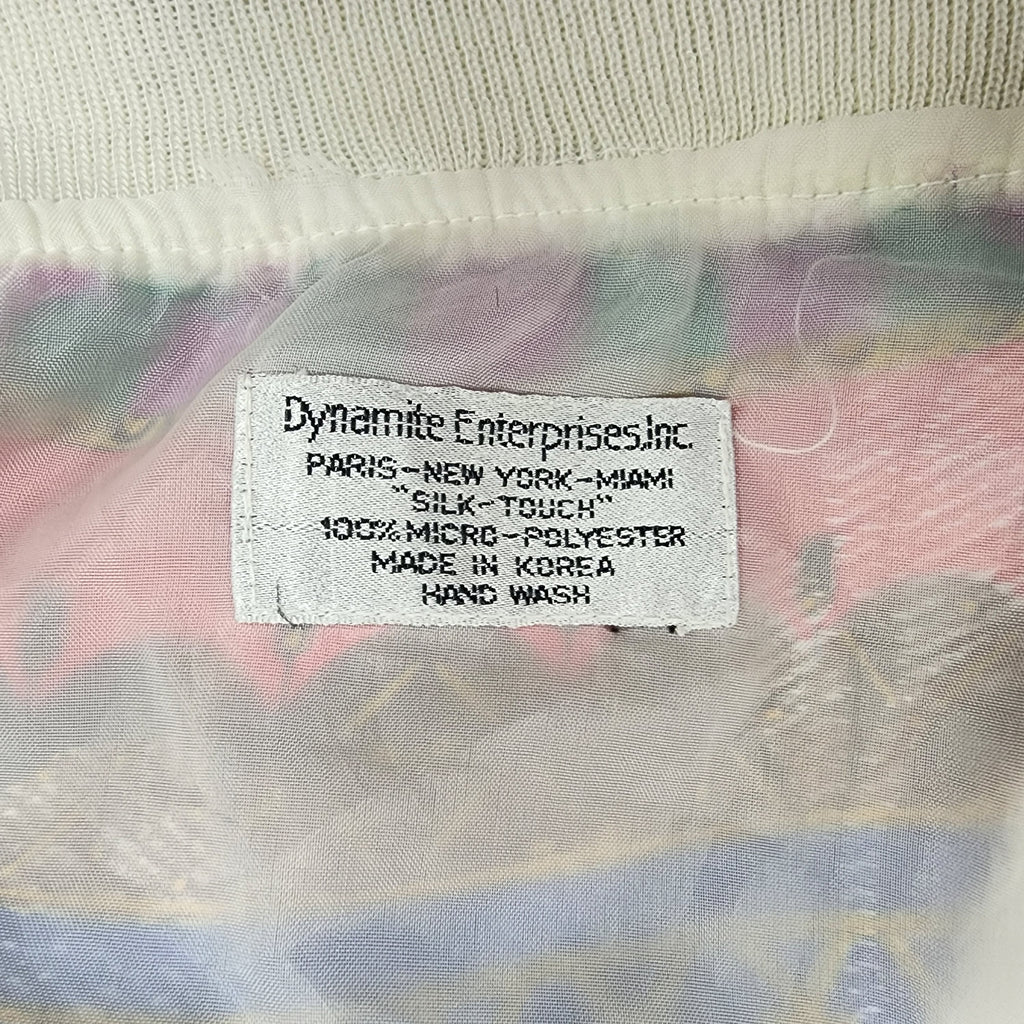 Dynamite Enterprises,Inc.
PARIS-NEW YORK-MIAMI
"SILK-TOUCH"
100% MICRO-POLYESTER
MADE IN KOREA
HAND WASH